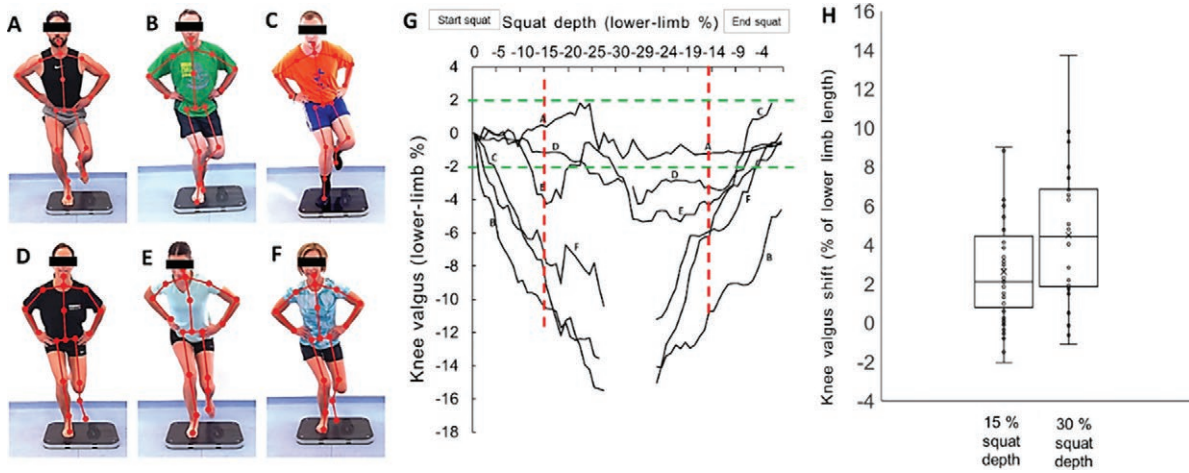 A
B
C
D
E
F
G
Start squat
Squat depth (lower-limb %)
End squat
0 -5 -10 -15 -20 -25 -30 -29 -24 -19 -14 -9 -4
Knee valgus (lower-limb %)
4
2
0
-2
-4
-6
-8
-10
-12
-14
-16
-18
A
C
D
A
C
E
D
B
E
F
F
B
H
Knee valgus shift (% of lower limb length)
16
14
12
10
8
6
4
2
0
-2
-4
15 %
squat
depth
30 %
squat
depth